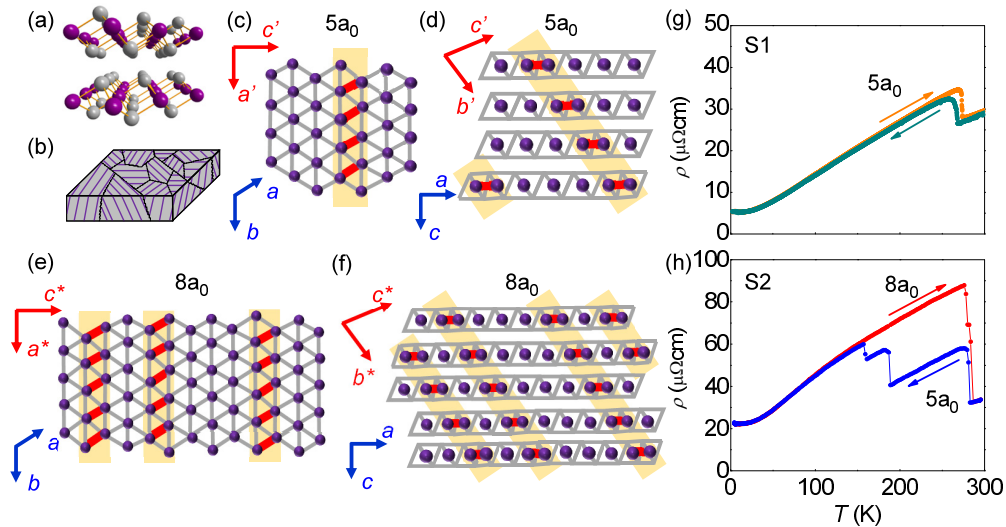 (a)
(b)
(c) 5a₀
c'
a'
a
b
(d) 5a₀
c'
b'
a
c
(e) 8a₀
c*
a*
a
b
(f) 8a₀
c*
b*
a
c
(g)
S1
5a₀
ρ (μΩcm)
50
40
30
20
10
0
(h)
S2
8a₀
5a₀
ρ (μΩcm)
100
80
60
40
20
0
0 100 200 300
T (K)